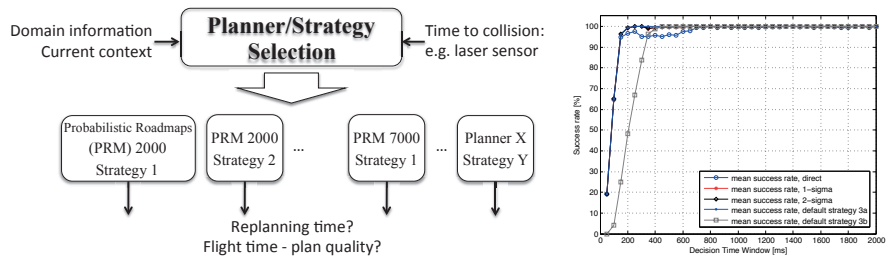 Domain information
Current context
Planner/Strategy
Selection
Time to collision:
e.g. laser sensor
Probabilistic Roadmaps
(PRM) 2000
Strategy 1
PRM 2000
Strategy 2
...
PRM 7000
Strategy 1
...
Planner X
Strategy Y
Replanning time?
Flight time - plan quality?
Success rate [%]
100
90
80
70
60
50
40
30
20
10
0
mean success rate, direct
mean success rate, 1-sigma
mean success rate, 2-sigma
mean success rate, default strategy 3a
mean success rate, default strategy 3b
0 200 400 600 800 1000 1200 1400 1600 1800 2000
Decision Time Window [ms]